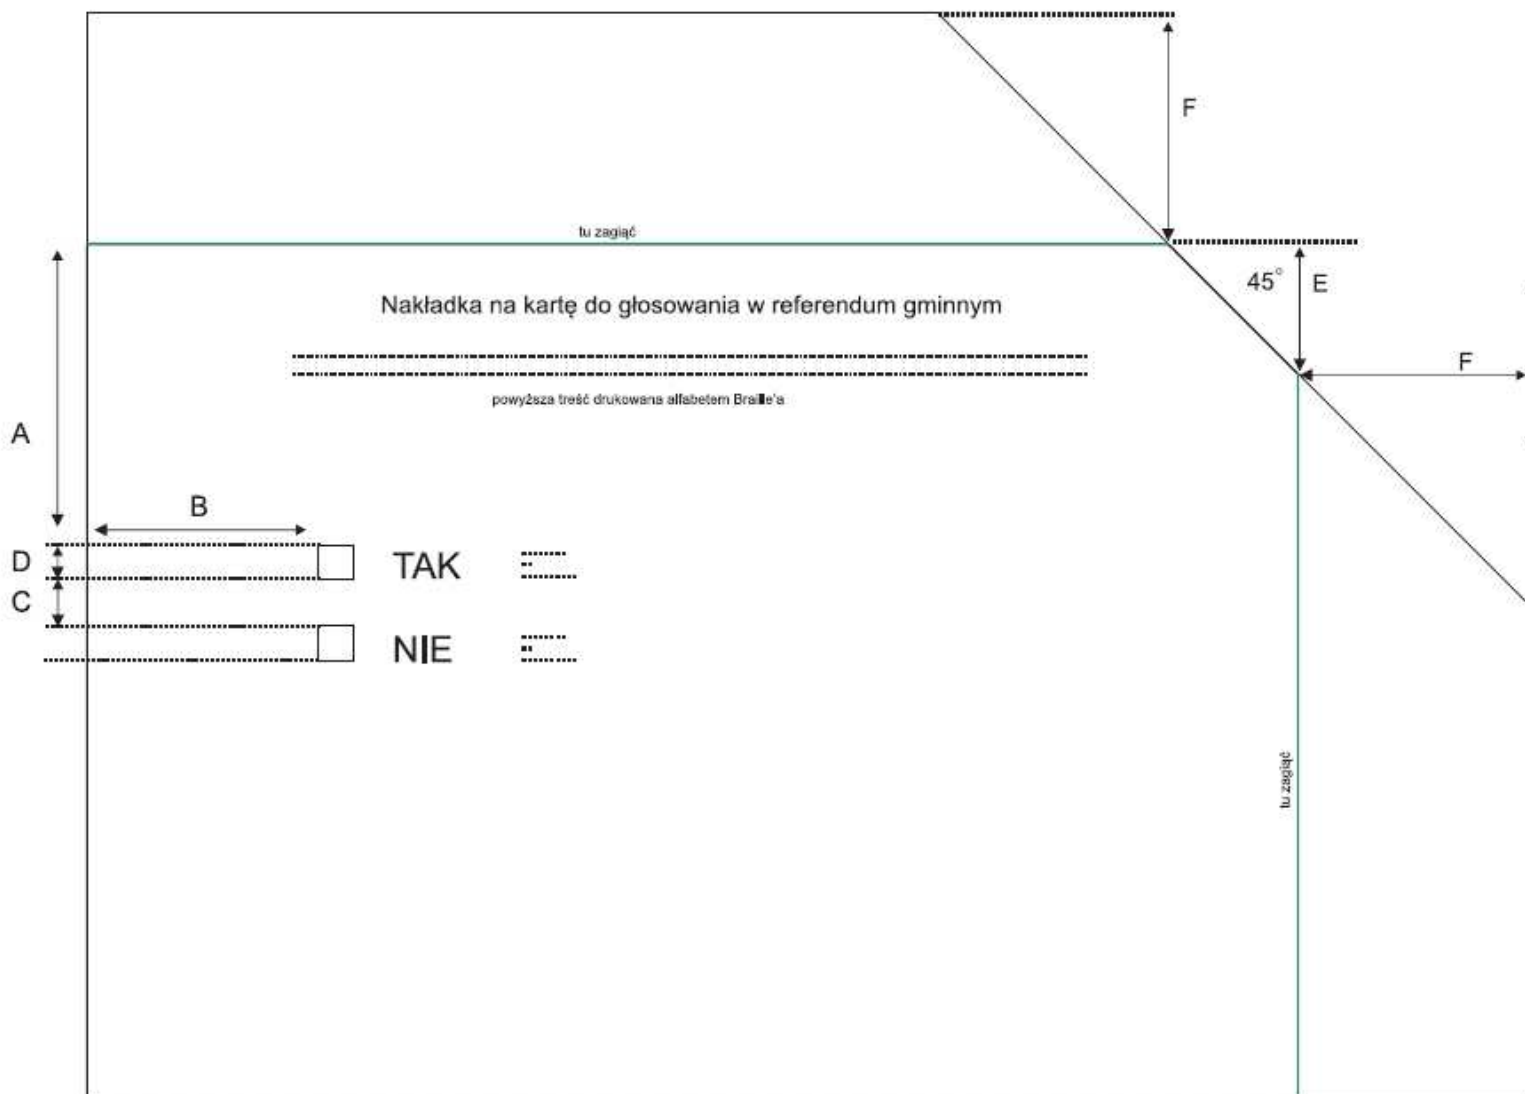 F
tu zagiąć
45° E
Nakładka na kartę do głosowania w referendum gminnym
F
powyższa treść drukowana alfabetem Braille'a
A
B
D
TAK
C
NIE
tu zagiąć